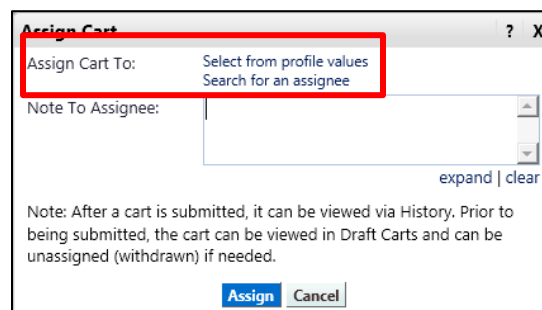 Assign Cart ? X
Assign Cart To: Select from profile values
Search for an assignee
Note To Assignee:
expand | clear
Note: After a cart is submitted, it can be viewed via History. Prior to
being submitted, the cart can be viewed in Draft Carts and can be
unassigned (withdrawn) if needed.
Assign Cancel